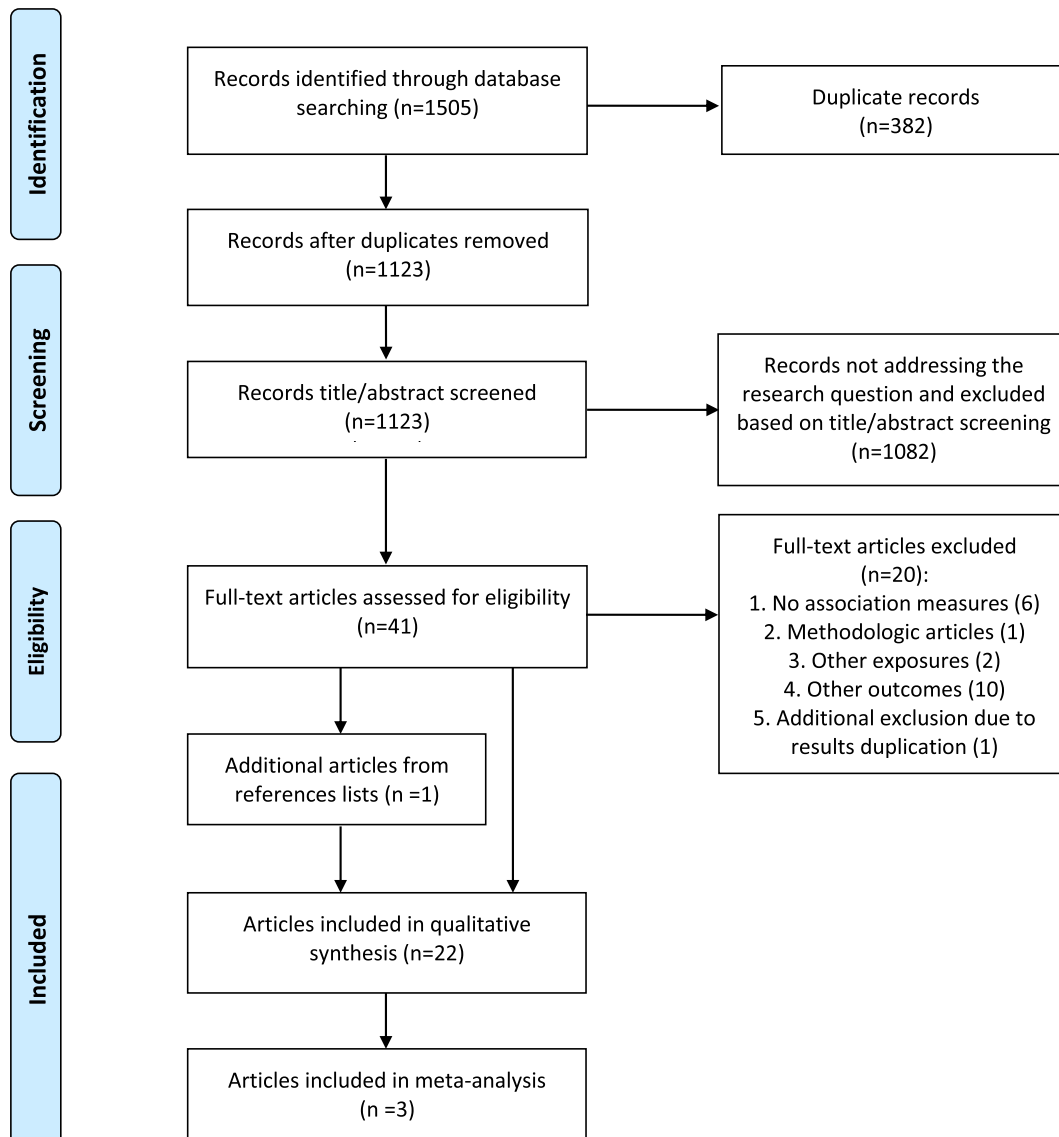 Identification
Records identified through database
searching (n=1505)
Duplicate records
(n=382)
Records after duplicates removed
(n=1123)
Screening
Records title/abstract screened
(n=1123)
Records not addressing the
research question and excluded
based on title/abstract screening
(n=1082)
Eligibility
Full-text articles assessed for eligibility
(n=41)
Full-text articles excluded
(n=20):
1. No association measures (6)
2. Methodologic articles (1)
3. Other exposures (2)
4. Other outcomes (10)
5. Additional exclusion due to
results duplication (1)
Additional articles from
references lists (n =1)
Included
Articles included in qualitative
synthesis (n=22)
Articles included in meta-analysis
(n =3)